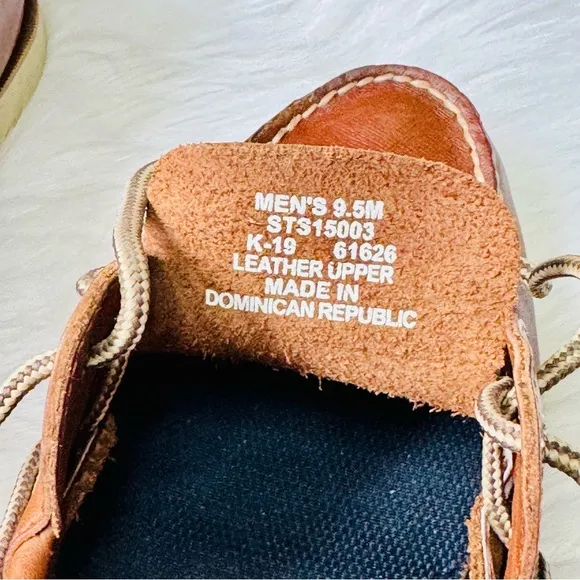 MEN'S 9.5M
STS15003
K-19 61626
LEATHER UPPER
MADE IN
DOMINICAN REPUBLIC